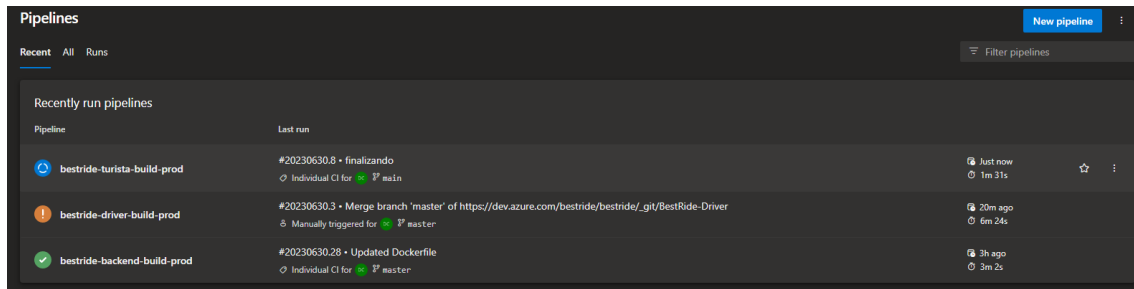 Pipelines
New pipeline
Recent All Runs
Filter pipelines
Recently run pipelines
Pipeline Last run
bestride-turista-build-prod
#20230630.8 • finalizando
Individual CI for main
Just now
1m 31s
bestride-driver-build-prod
#20230630.3 • Merge branch 'master' of https://dev.azure.com/bestride/bestride/_git/BestRide-Driver
Manually triggered for master
20m ago
6m 24s
bestride-backend-build-prod
#20230630.28 • Updated Dockerfile
Individual CI for master
3h ago
3m 2s